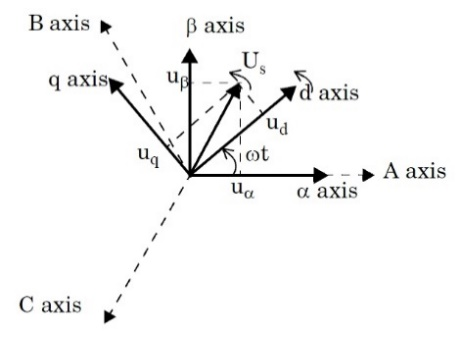 B axis
β axis
U_s
q axis
u_β
d axis
u_d
u_q
ωt
A axis
u_α
α axis
C axis